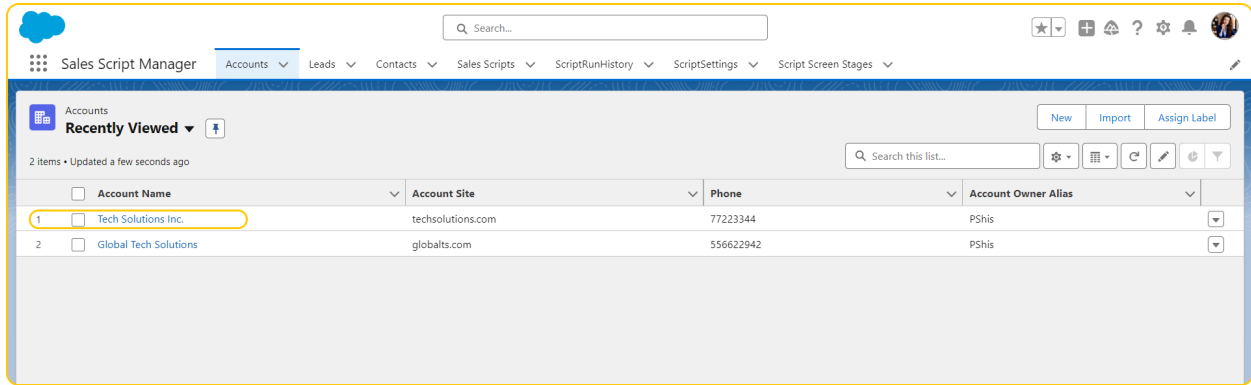 Search...
Sales Script Manager Accounts Leads Contacts Sales Scripts ScriptRunHistory ScriptSettings Script Screen Stages
Accounts
Recently Viewed
New Import Assign Label
2 items • Updated a few seconds ago
Search this list...
Account Name Account Site Phone Account Owner Alias
1 Tech Solutions Inc. techsolutions.com 77223344 PShis
2 Global Tech Solutions globalts.com 556622942 PShis